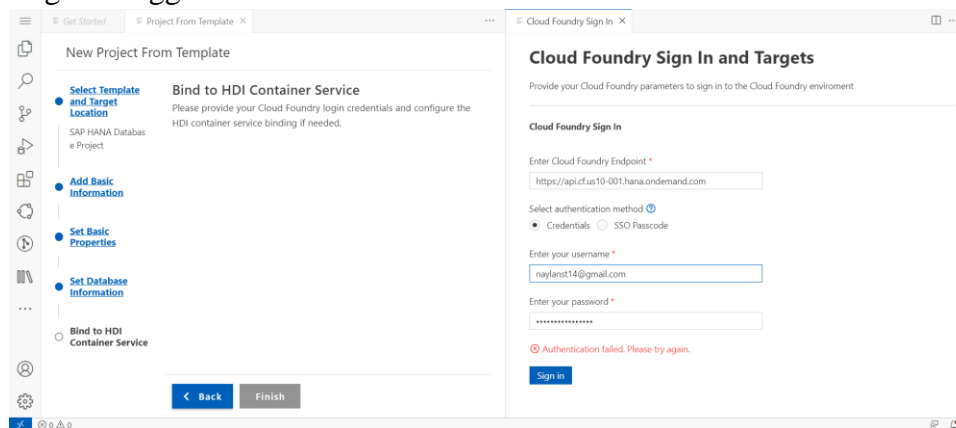 Get Started
Project From Template
Cloud Foundry Sign In
New Project From Template
Select Template
and Target
Location
SAP HANA Databas
e Project
Add Basic
Information
Set Basic
Properties
Set Database
Information
Bind to HDI
Container Service
Bind to HDI Container Service
Please provide your Cloud Foundry login credentials and configure the
HDI container service binding if needed.
Back
Finish
Cloud Foundry Sign In and Targets
Provide your Cloud Foundry parameters to sign in to the Cloud Foundry enviroment
Cloud Foundry Sign In
Enter Cloud Foundry Endpoint *
https://api.cf.us10-001.hana.ondemand.com
Select authentication method
Credentials
SSO Passcode
Enter your username *
naylanst14@gmail.com
Enter your password *
••••••••••••••••
Authentication failed. Please try again.
Sign in
0 0